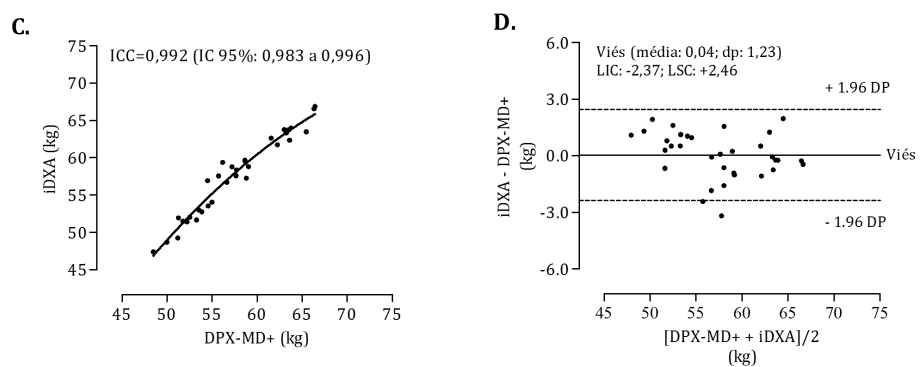 C.
ICC=0,992 (IC 95%: 0,983 a 0,996)
75
70
65
60
55
50
45
iDXA (kg)
45 50 55 60 65 70 75
DPX-MD+ (kg)
D.
Viés (média: 0,04; dp: 1,23)
LIC: -2,37; LSC: +2,46
+ 1.96 DP
Viés
- 1.96 DP
6.0
3.0
0.0
-3.0
-6.0
iDXA - DPX-MD+
(kg)
45 50 55 60 65 70 75
[DPX-MD+ + iDXA]/2
(kg)